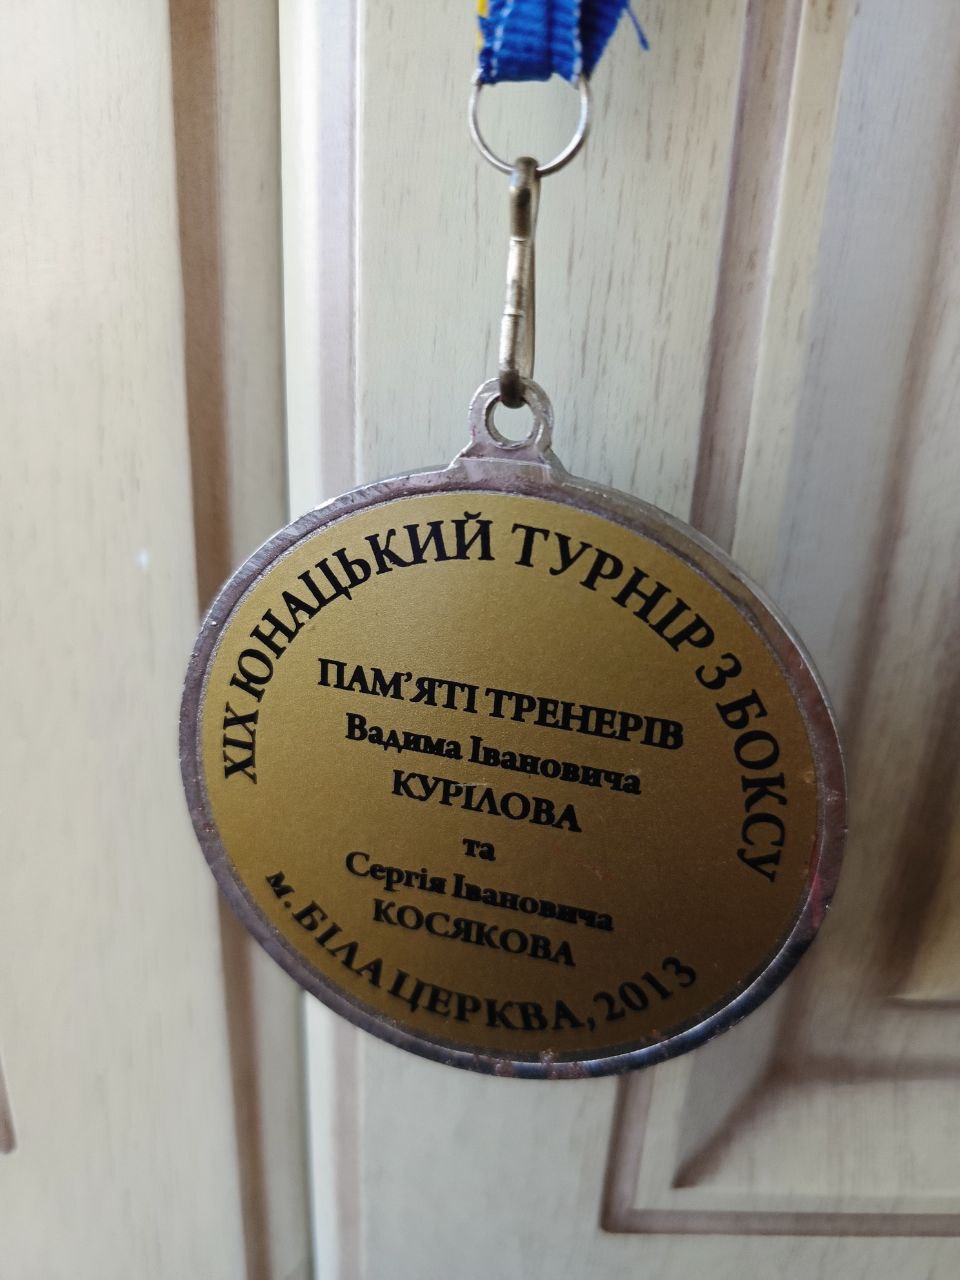 XIX ЮНАЦЬКИЙ ТУРНІР З БОКСУ
ПАМ’ЯТІ ТРЕНЕРІВ
Вадима Івановича
КУРІЛОВА
та
Сергія Івановича
КОСЯКОВА
м. БІЛА ЦЕРКВА, 2013